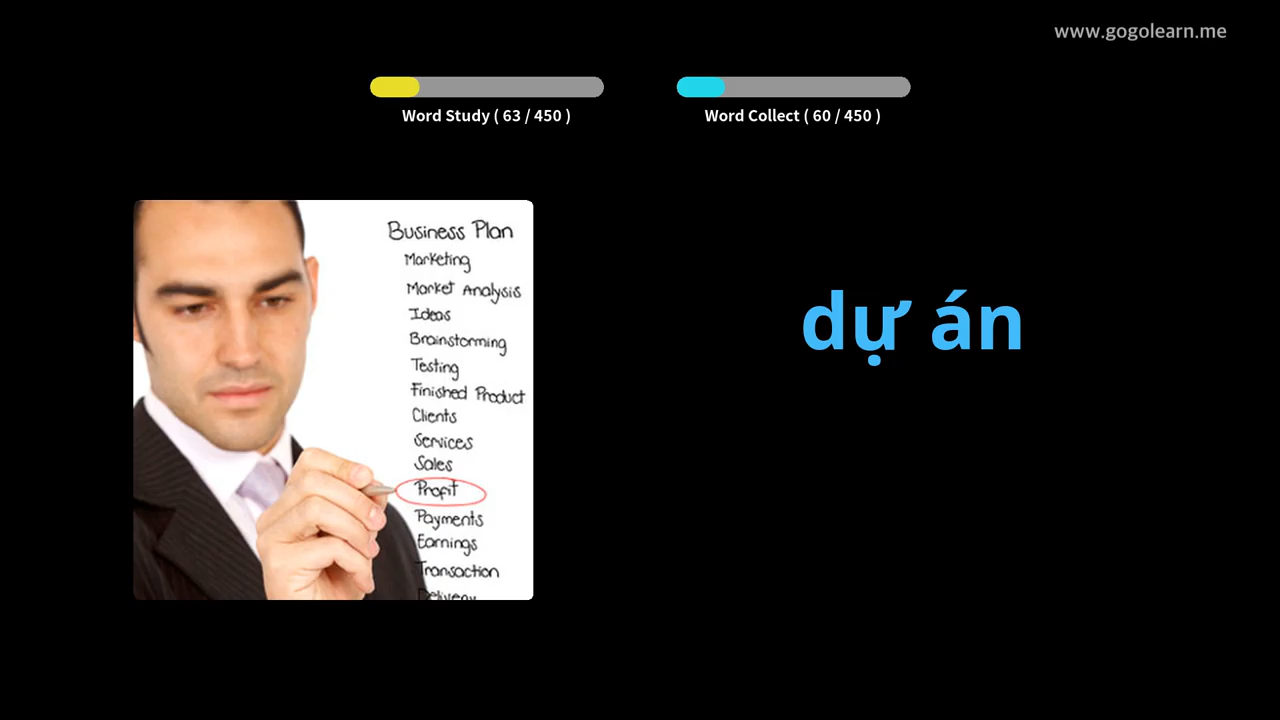 www.gogolearn.me
Word Study ( 63 / 450 )
Word Collect ( 60 / 450 )
Business Plan
Marketing
Market Analysis
Ideas
Brainstorming
Testing
Finished Product
Clients
Services
Sales
Profit
Payments
Earnings
Transaction
Delivery
dự án